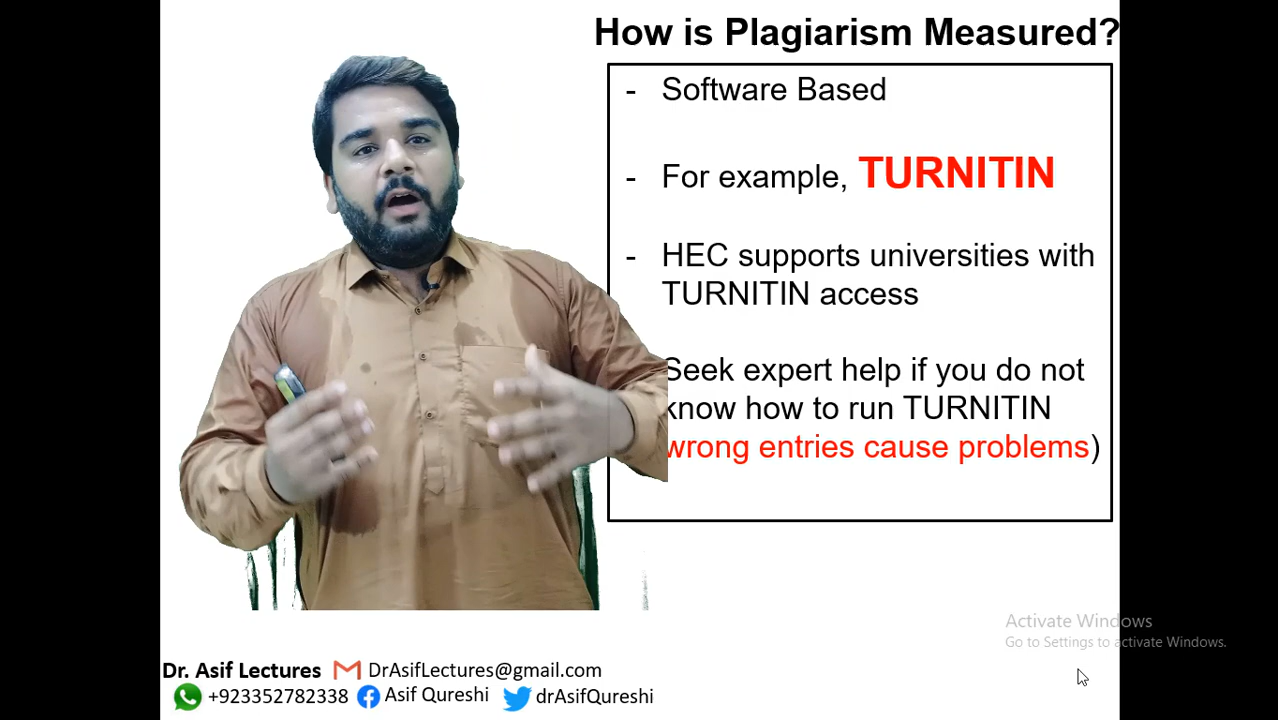 How is Plagiarism Measured?
- Software Based
- For example, TURNITIN
- HEC supports universities with
TURNITIN access
Seek expert help if you do not
know how to run TURNITIN
wrong entries cause problems)
Activate Windows
Go to Settings to activate Windows.
Dr. Asif Lectures DrAsifLectures@gmail.com
+923352782338 Asif Qureshi drAsifQureshi